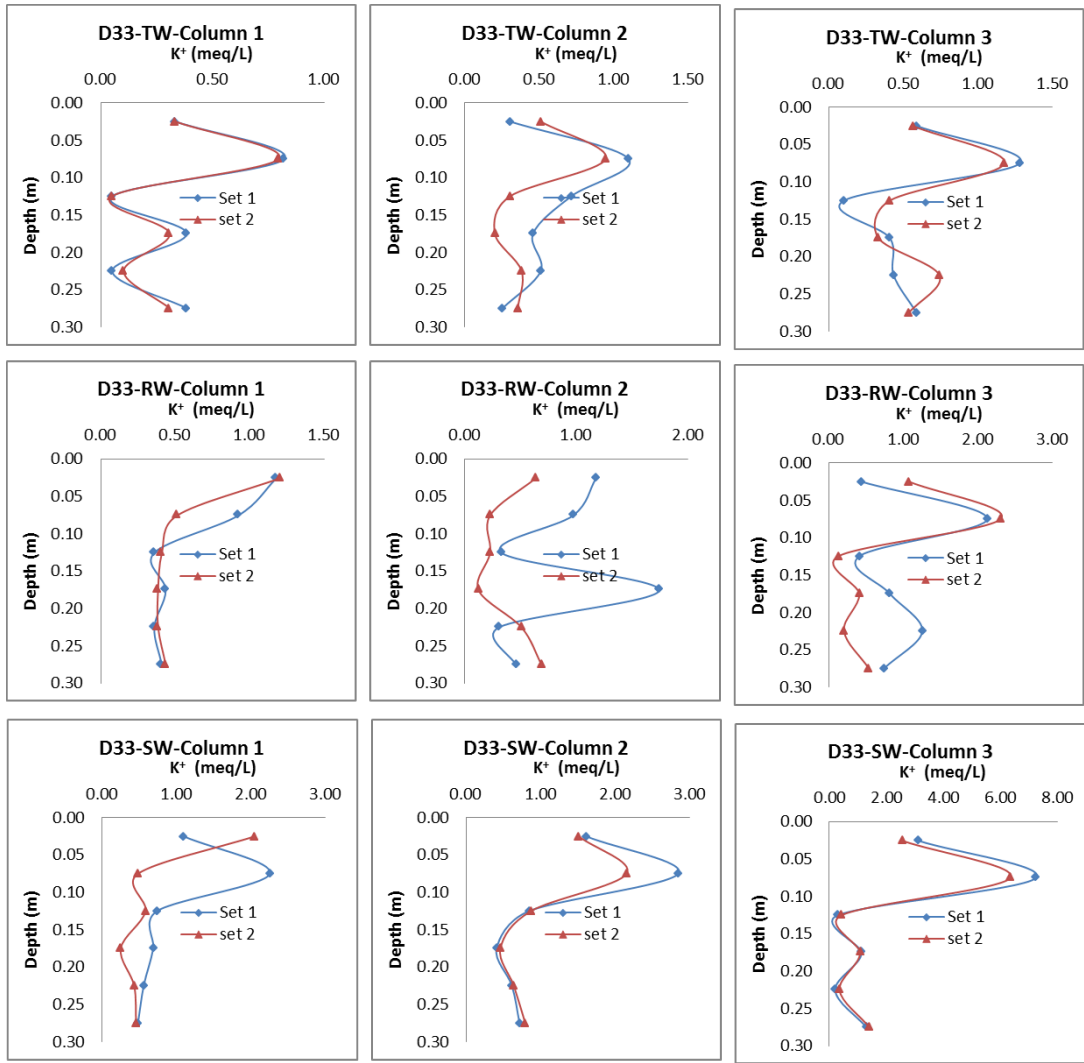 D33-TW-Column 1
K⁺ (meq/L)
0.00 0.50 1.00
0.00
0.05
0.10
0.15
0.20
0.25
0.30
Depth (m)
Set 1
set 2
D33-TW-Column 2
K⁺ (meq/L)
0.00 0.50 1.00 1.50
0.00
0.05
0.10
0.15
0.20
0.25
0.30
Depth (m)
Set 1
set 2
D33-TW-Column 3
K⁺ (meq/L)
0.00 0.50 1.00 1.50
0.00
0.05
0.10
0.15
0.20
0.25
0.30
Depth (m)
Set 1
set 2
D33-RW-Column 1
K⁺ (meq/L)
0.00 0.50 1.00 1.50
0.00
0.05
0.10
0.15
0.20
0.25
0.30
Depth (m)
Set 1
set 2
D33-RW-Column 2
K⁺ (meq/L)
0.00 1.00 2.00
0.00
0.05
0.10
0.15
0.20
0.25
0.30
Depth (m)
Set 1
set 2
D33-RW-Column 3
K⁺ (meq/L)
0.00 1.00 2.00 3.00
0.00
0.05
0.10
0.15
0.20
0.25
0.30
Depth (m)
Set 1
set 2
D33-SW-Column 1
K⁺ (meq/L)
0.00 1.00 2.00 3.00
0.00
0.05
0.10
0.15
0.20
0.25
0.30
Depth (m)
Set 1
set 2
D33-SW-Column 2
K⁺ (meq/L)
0.00 1.00 2.00 3.00
0.00
0.05
0.10
0.15
0.20
0.25
0.30
Depth (m)
Set 1
set 2
D33-SW-Column 3
K⁺ (meq/L)
0.00 2.00 4.00 6.00 8.00
0.00
0.05
0.10
0.15
0.20
0.25
0.30
Depth (m)
Set 1
set 2